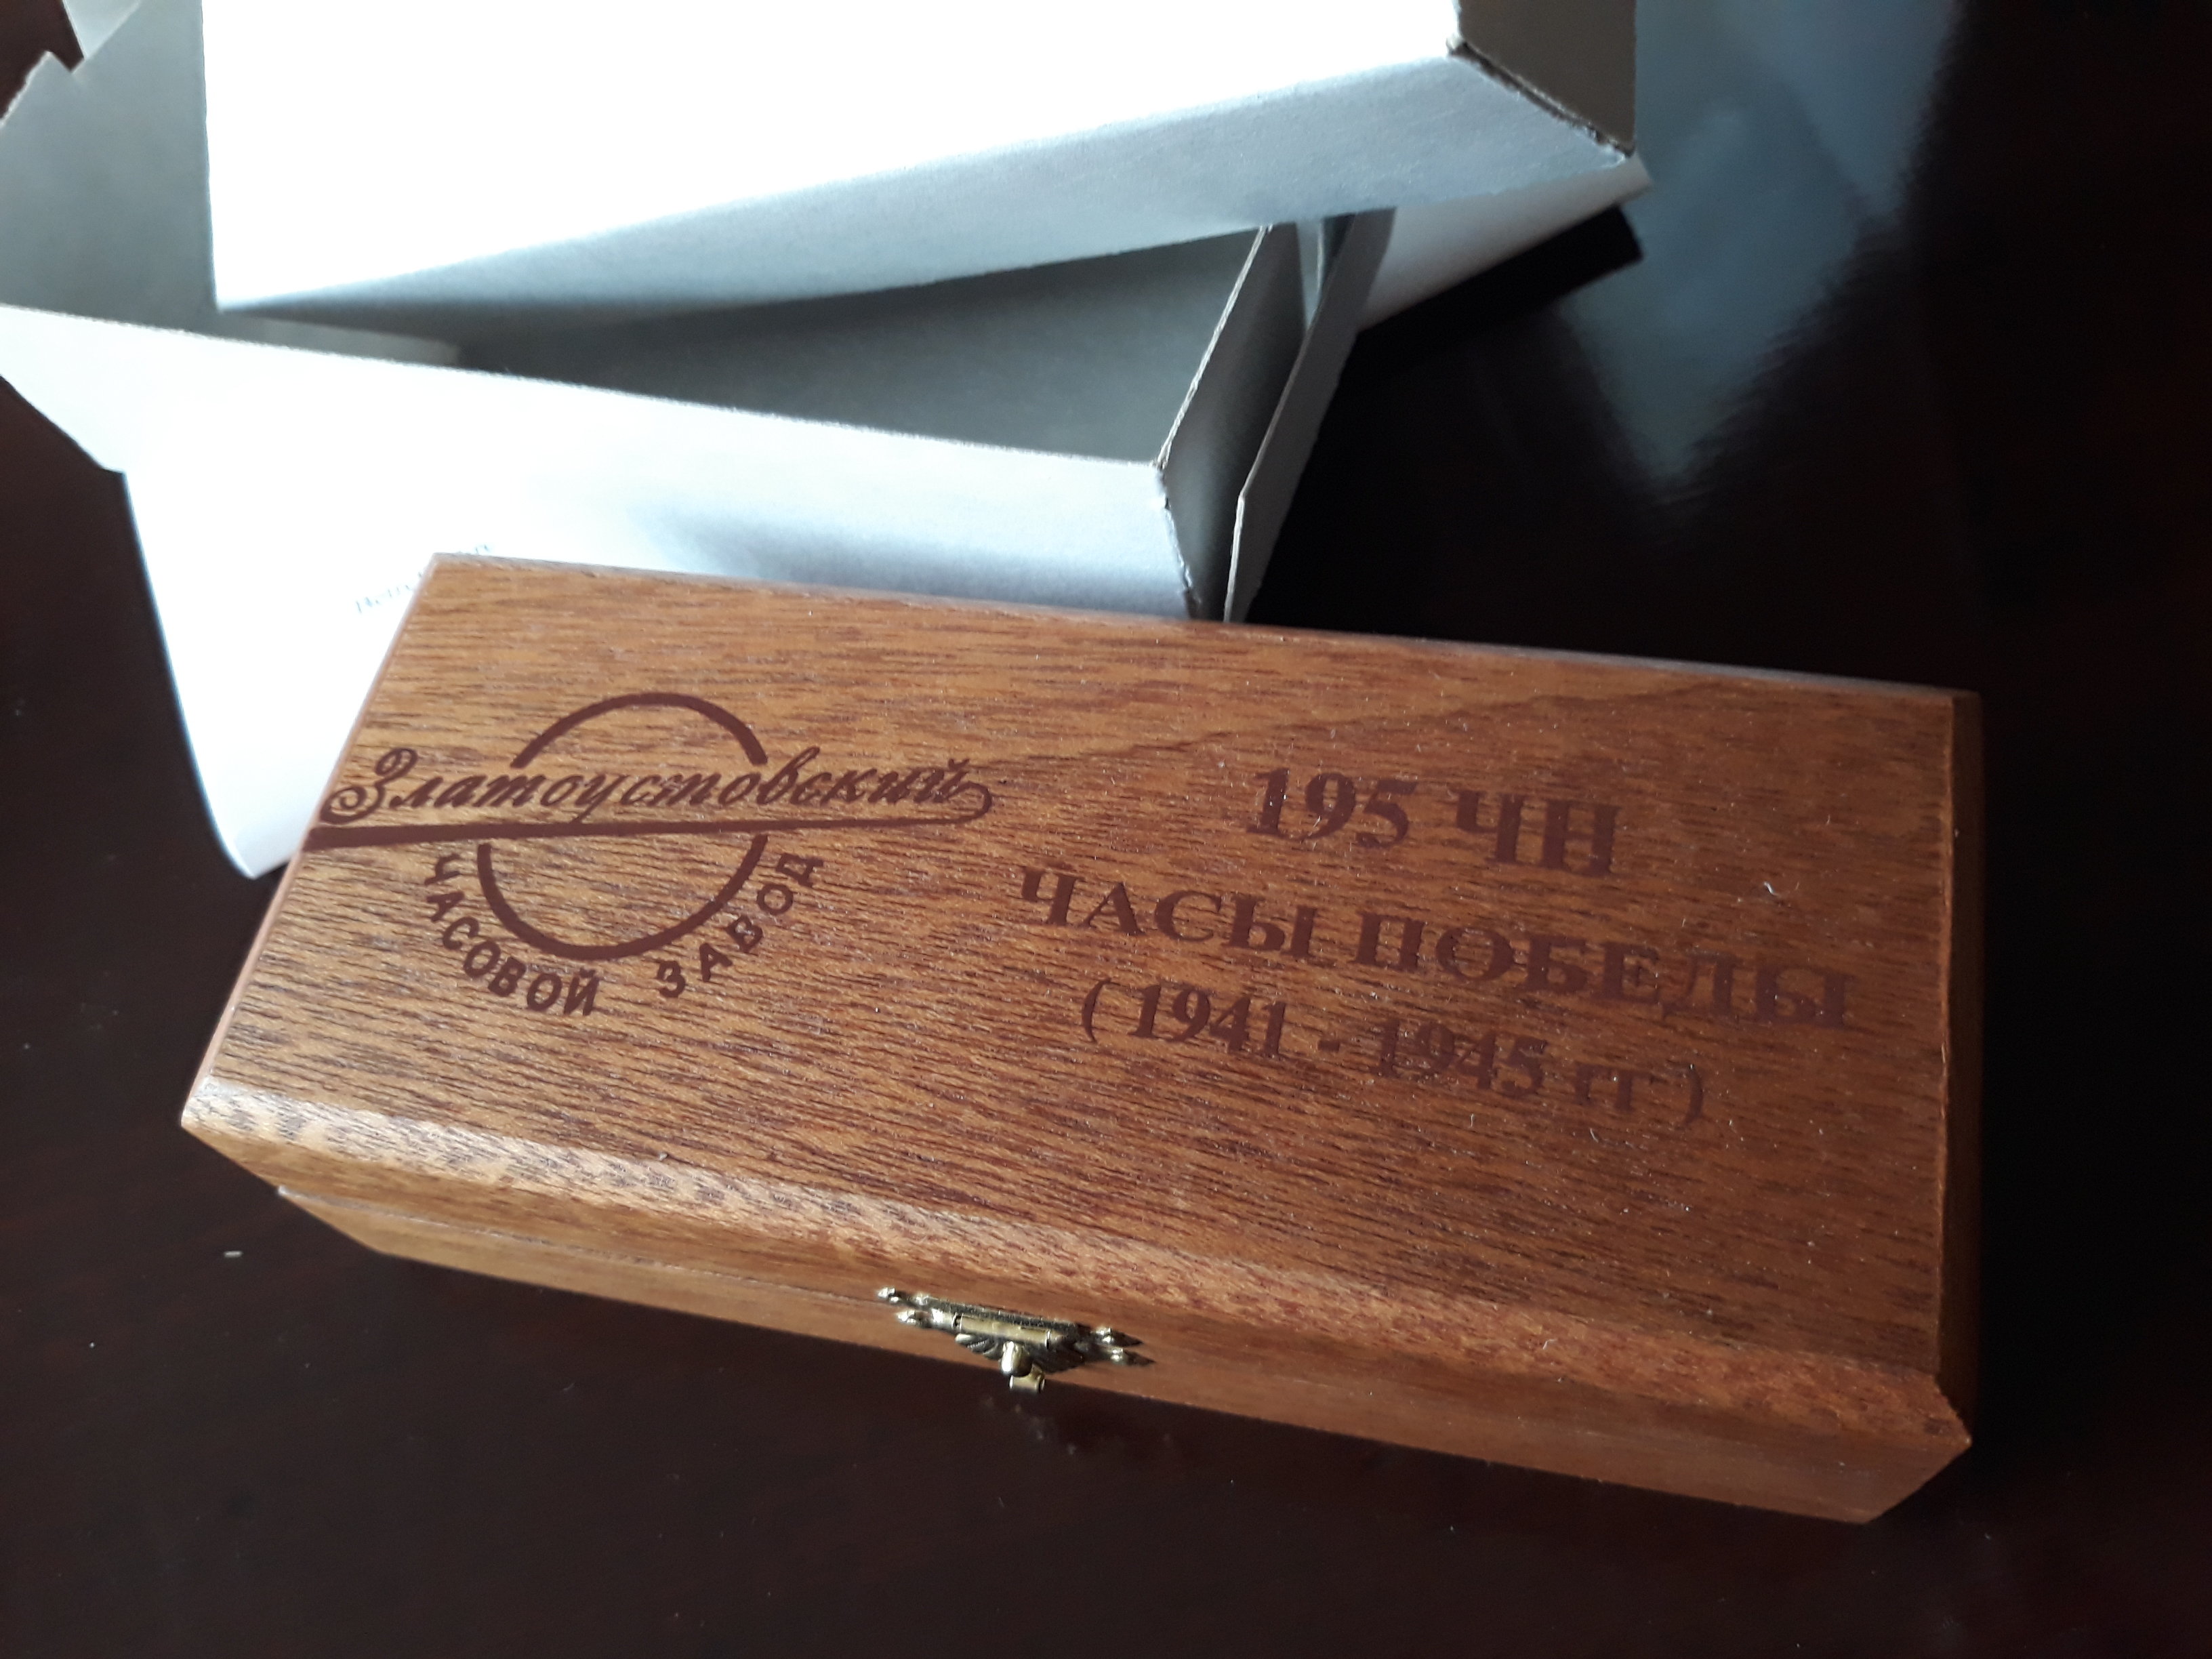 Златоустовский
ЧАСОВОЙ ЗАВОД
195 ЧН
ЧАСЫ ПОБЕДЫ
( 1941 - 1945 гг )